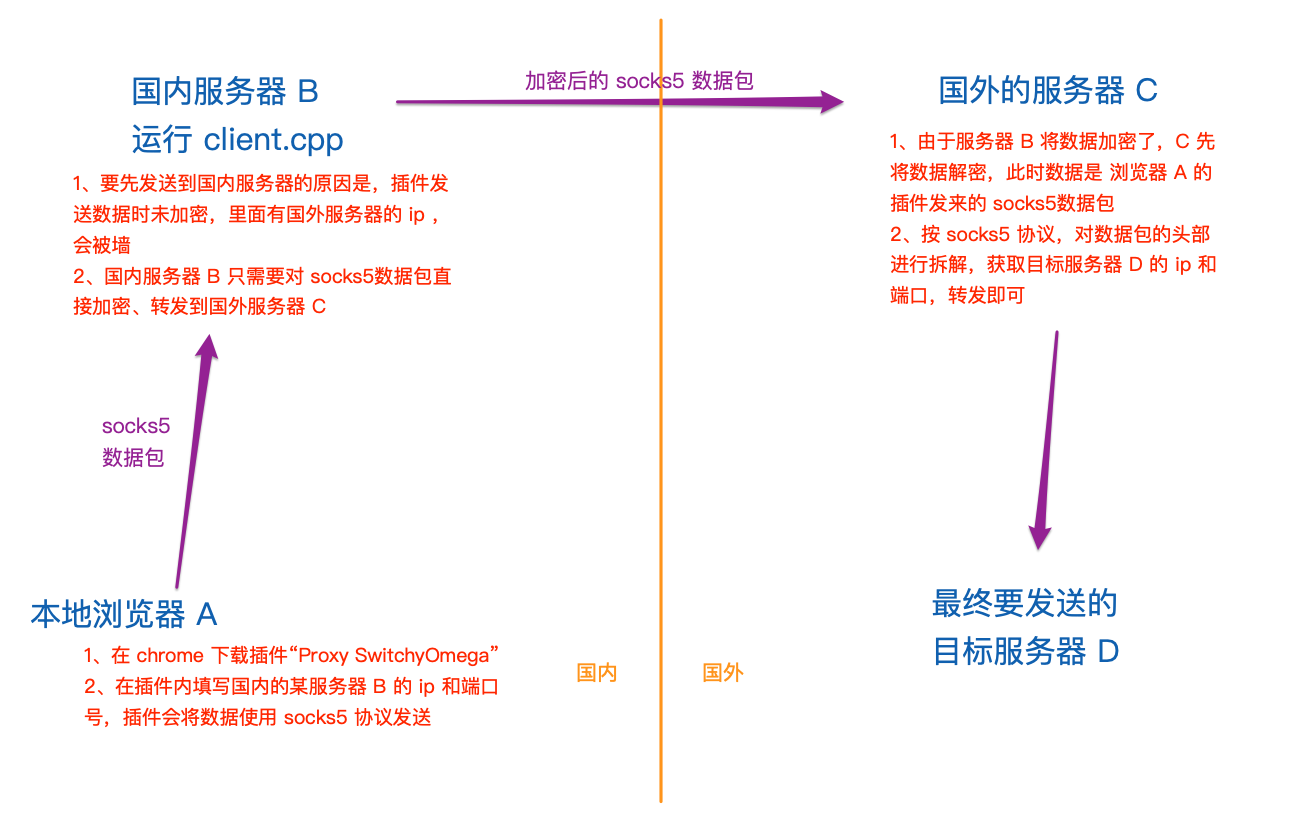 国内服务器 B
运行 client.cpp
1、要先发送到国内服务器的原因是，插件发
送数据时未加密，里面有国外服务器的 ip ，
会被墙
2、国内服务器 B 只需要对 socks5数据包直
接加密、转发到国外服务器 C
加密后的 socks5 数据包
国外的服务器 C
1、由于服务器 B 将数据加密了，C 先
将数据解密，此时数据是 浏览器 A 的
插件发来的 socks5数据包
2、按 socks5 协议，对数据包的头部
进行拆解，获取目标服务器 D 的 ip 和
端口，转发即可
socks5
数据包
本地浏览器 A
1、在 chrome 下载插件“Proxy SwitchyOmega”
2、在插件内填写国内的某服务器 B 的 ip 和端口
号，插件会将数据使用 socks5 协议发送
国内
国外
最终要发送的
目标服务器 D